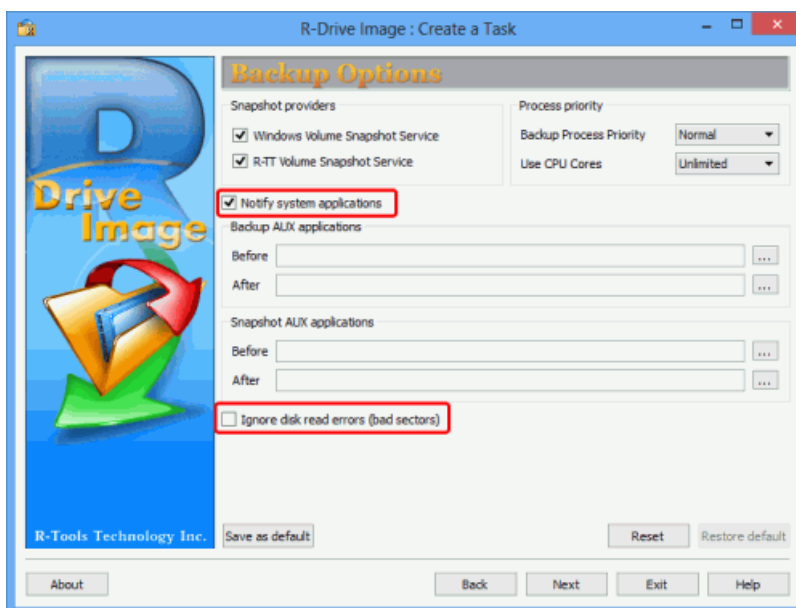 R-Drive Image : Create a Task
R
Drive
Image
R-Tools Technology Inc.
Backup Options
Snapshot providers
Windows Volume Snapshot Service
R-TT Volume Snapshot Service
Process priority
Backup Process Priority Normal
Use CPU Cores Unlimited
Notify system applications
Backup AUX applications
Before ...
After ...
Snapshot AUX applications
Before ...
After ...
Ignore disk read errors (bad sectors)
Save as default Reset Restore default
About Back Next Exit Help